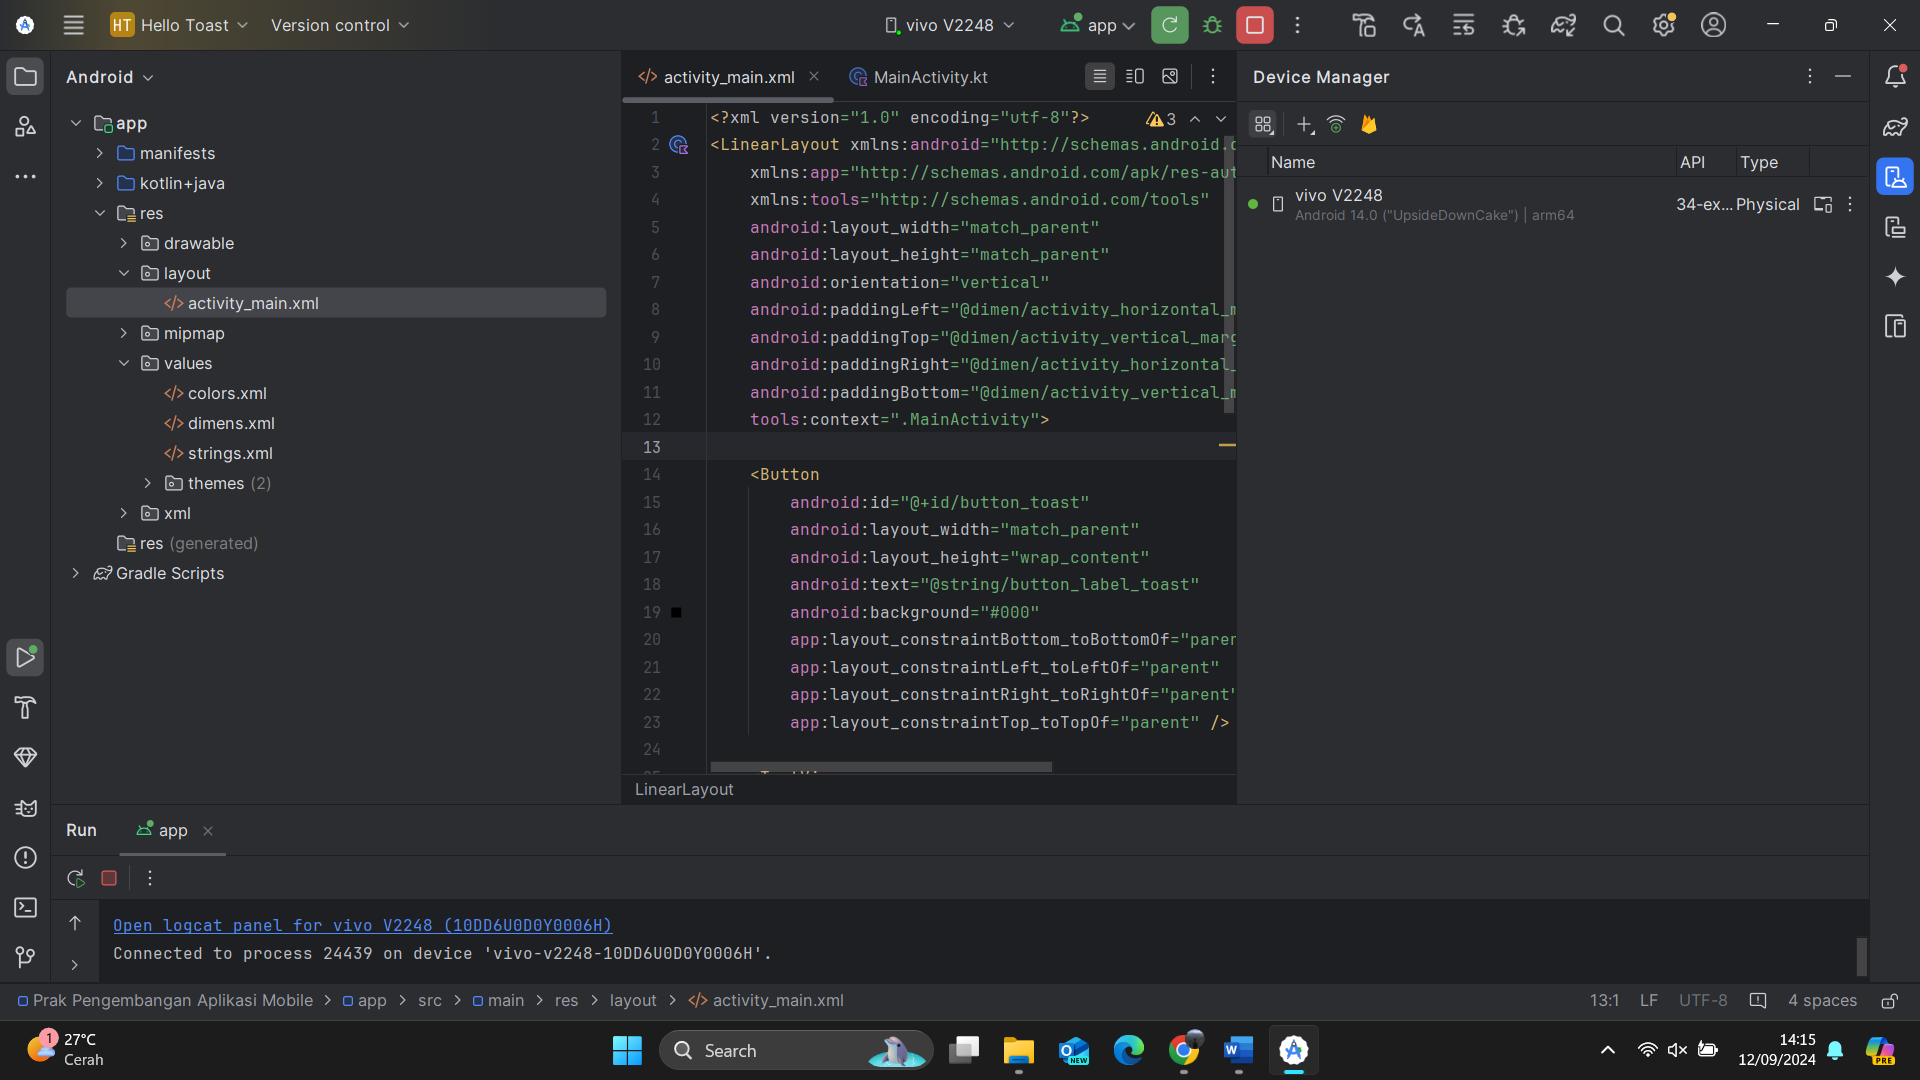 HT Hello Toast
Version control
vivo V2248
app
Android
app
manifests
kotlin+java
res
drawable
layout
activity_main.xml
mipmap
values
colors.xml
dimens.xml
strings.xml
themes (2)
xml
res (generated)
Gradle Scripts
activity_main.xml
MainActivity.kt
3
1 <?xml version="1.0" encoding="utf-8"?>
2 <LinearLayout xmlns:android="http://schemas.android.c
3 xmlns:app="http://schemas.android.com/apk/res-aut
4 xmlns:tools="http://schemas.android.com/tools"
5 android:layout_width="match_parent"
6 android:layout_height="match_parent"
7 android:orientation="vertical"
8 android:paddingLeft="@dimen/activity_horizontal_m
9 android:paddingTop="@dimen/activity_vertical_marg
10 android:paddingRight="@dimen/activity_horizontal_
11 android:paddingBottom="@dimen/activity_vertical_m
12 tools:context=".MainActivity">
13
14 <Button
15 android:id="@+id/button_toast"
16 android:layout_width="match_parent"
17 android:layout_height="wrap_content"
18 android:text="@string/button_label_toast"
19 android:background="#000"
20 app:layout_constraintBottom_toBottomOf="paren
21 app:layout_constraintLeft_toLeftOf="parent"
22 app:layout_constraintRight_toRightOf="parent"
23 app:layout_constraintTop_toTopOf="parent" />
24
LinearLayout
Device Manager
Name API Type
vivo V2248
Android 14.0 ("UpsideDownCake") | arm64
34-ex... Physical
Run
app
Open logcat panel for vivo V2248 (10DD6U0D0Y0006H)
Connected to process 24439 on device 'vivo-v2248-10DD6U0D0Y0006H'.
Prak Pengembangan Aplikasi Mobile > app > src > main > res > layout > activity_main.xml
13:1 LF UTF-8 4 spaces
1
27°C
Cerah
Search
NEW
14:15
12/09/2024
PRE